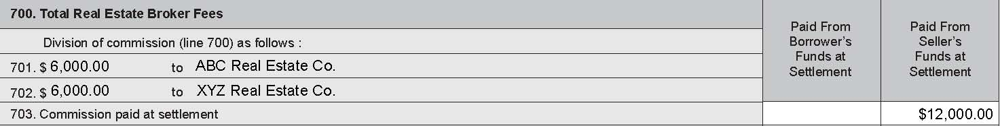 700. Total Real Estate Broker Fees
Division of commission (line 700) as follows :
701. $ 6,000.00 to ABC Real Estate Co.
702. $ 6,000.00 to XYZ Real Estate Co.
703. Commission paid at settlement
Paid From
Borrower's
Funds at
Settlement
Paid From
Seller's
Funds at
Settlement
$12,000.00